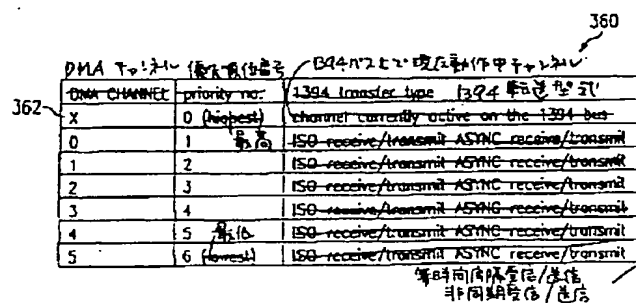 360
DMA チャンネル 優先順位番号 1394バス上で現在動作中チャンネル
DMA CHANNEL priority no. 1394 transfer type 1394 転送型式
362 X 0 (highest) channel currently active on the 1394 bus
最高
0 1 ISO receive/transmit ASYNC receive/transmit
1 2 ISO receive/transmit ASYNC receive/transmit
2 3 ISO receive/transmit ASYNC receive/transmit
3 4 ISO receive/transmit ASYNC receive/transmit
最低
4 5 ISO receive/transmit ASYNC receive/transmit
5 6 (lowest) ISO receive/transmit ASYNC receive/transmit
等時間隔受信/送信
非同期受信/送信